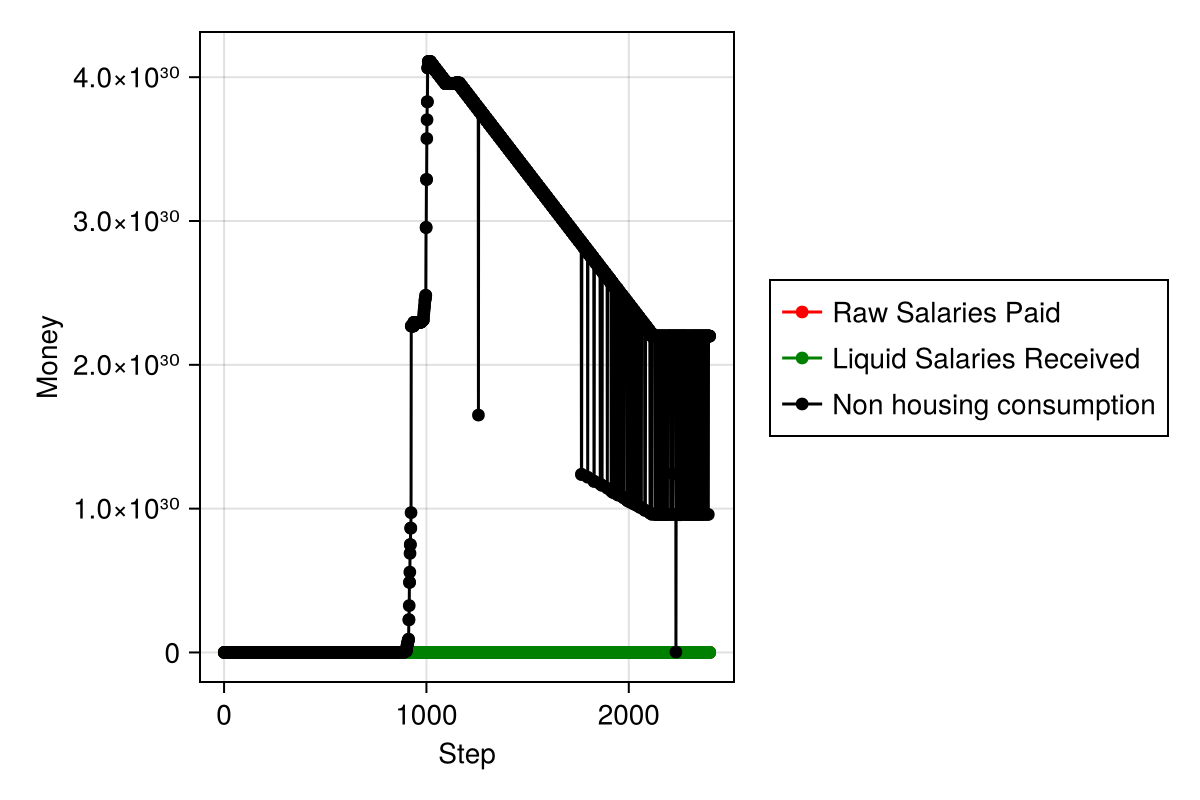 4.0×10³⁰
3.0×10³⁰
2.0×10³⁰
1.0×10³⁰
0
Money
0 1000 2000
Step
Raw Salaries Paid
Liquid Salaries Received
Non housing consumption